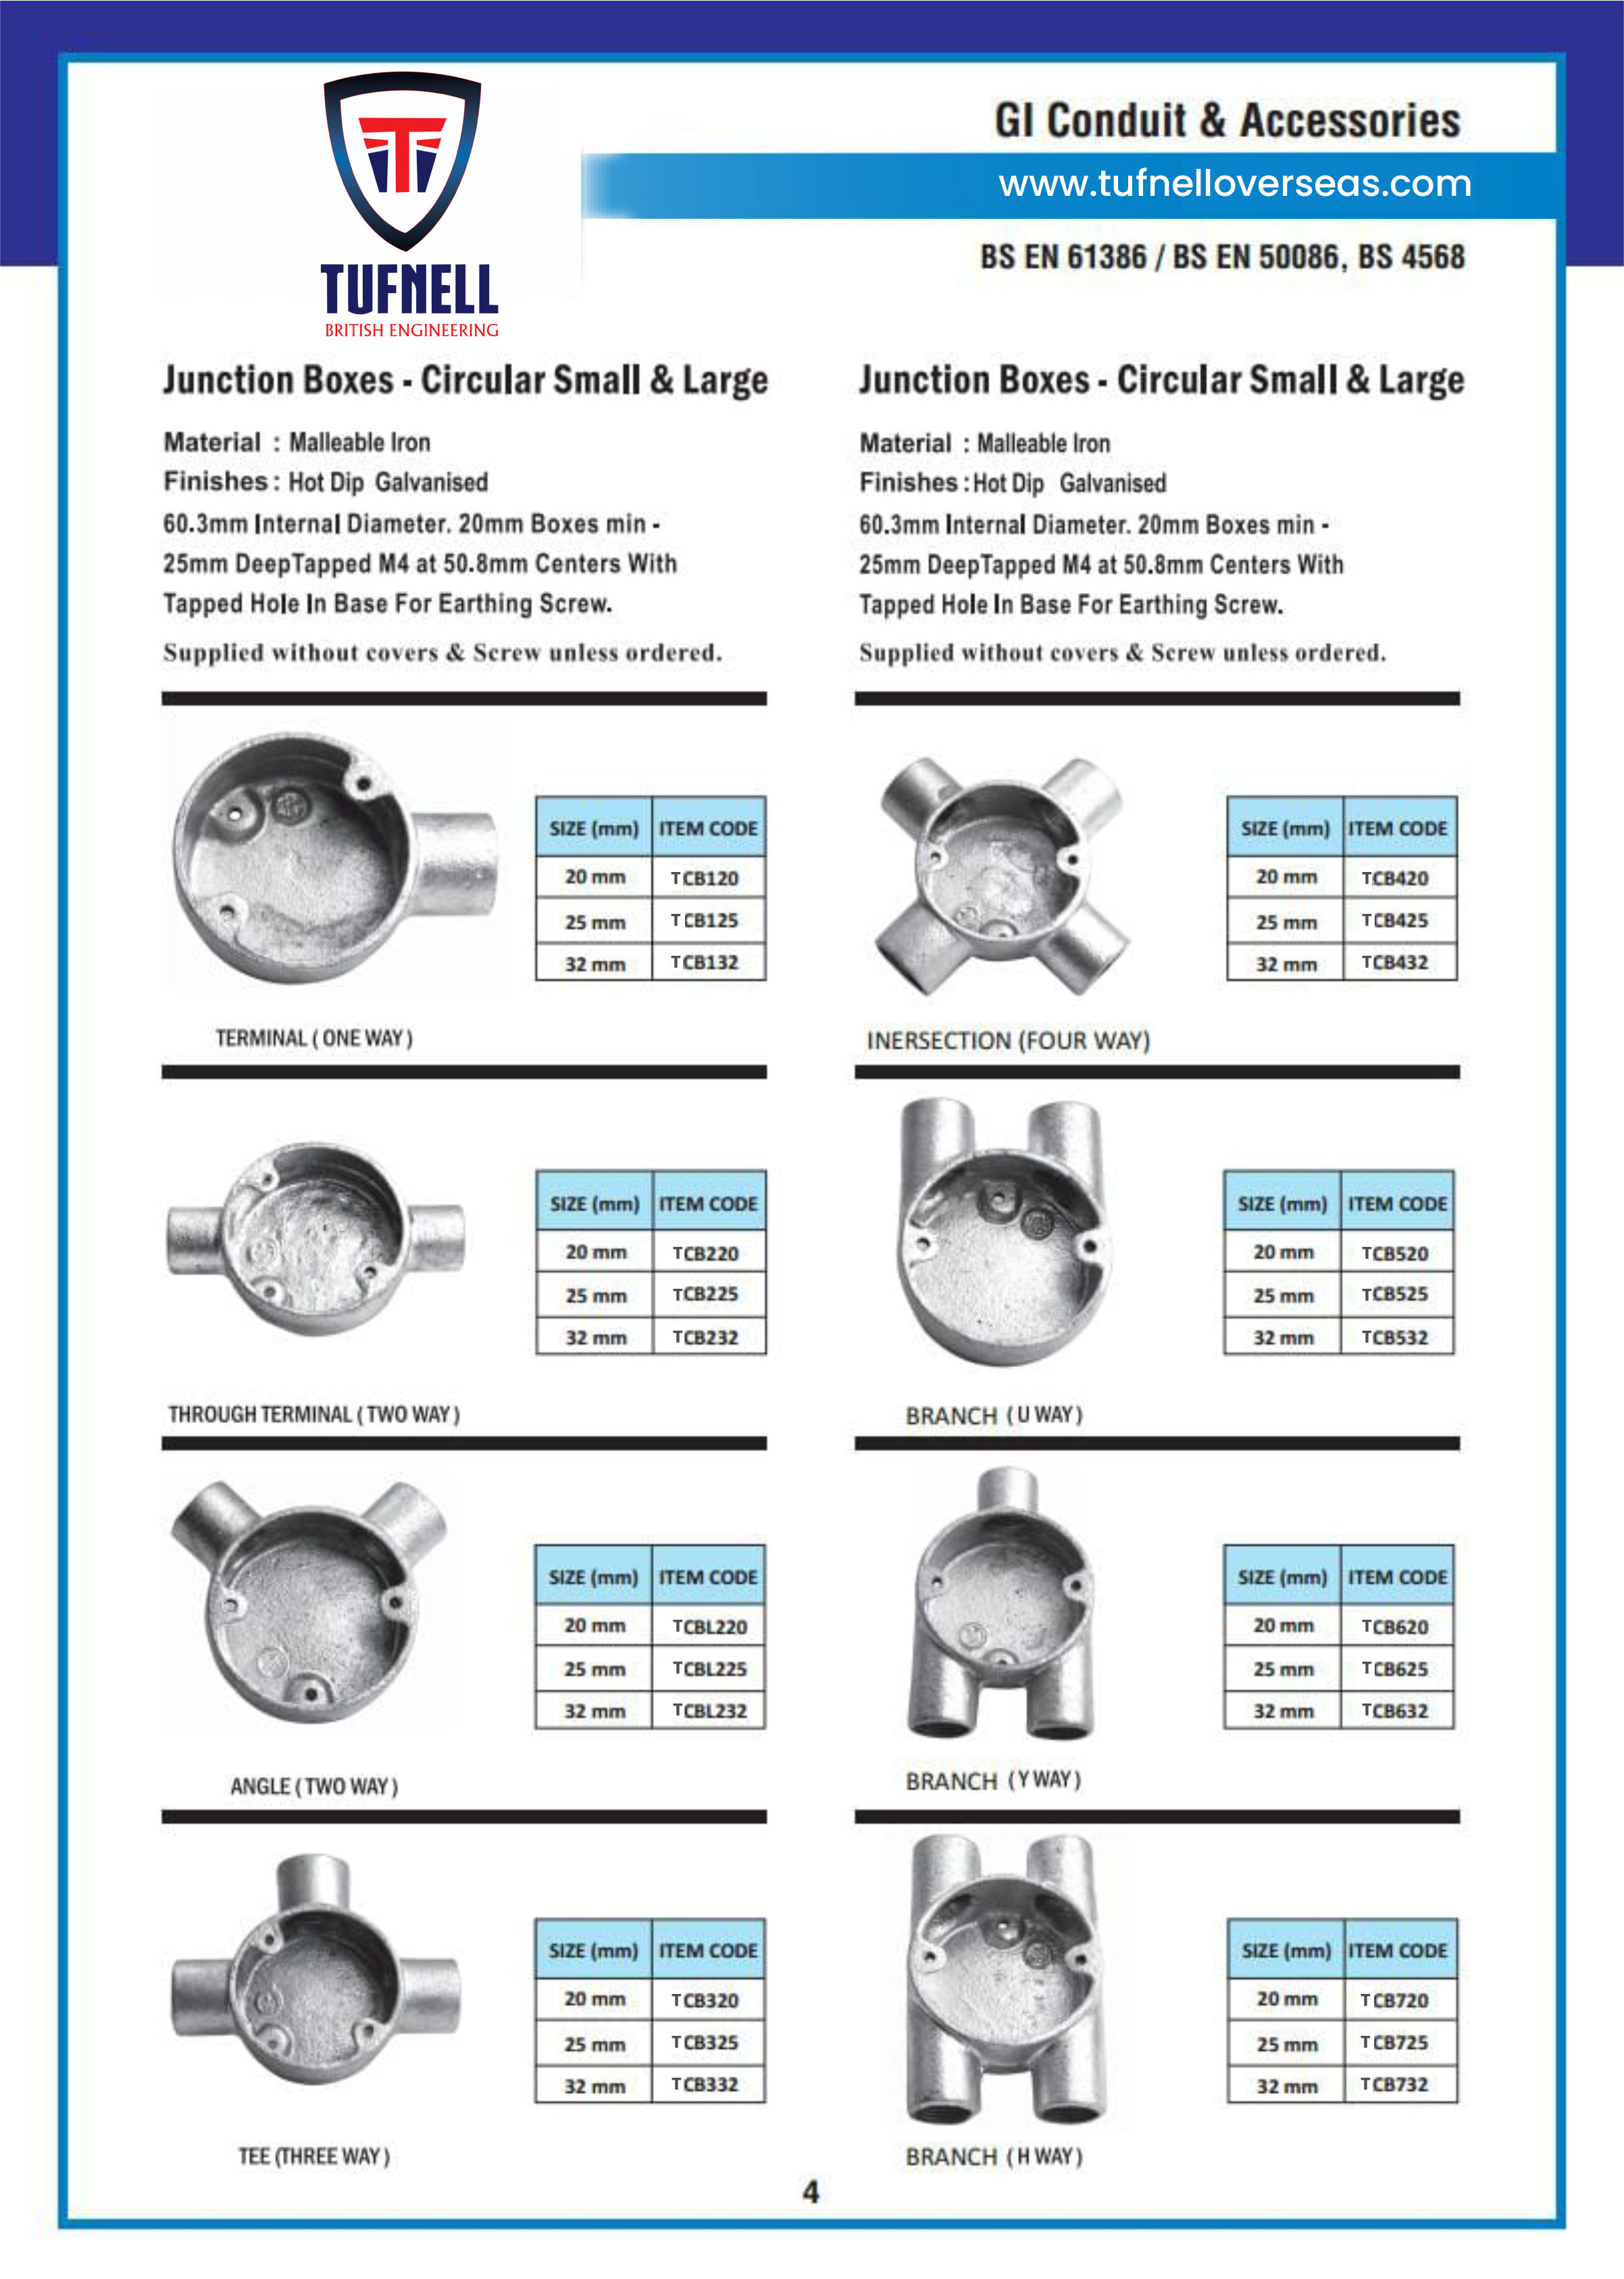 TUFNELL
BRITISH ENGINEERING
GI Conduit & Accessories
www.tufnelloverseas.com
BS EN 61386 / BS EN 50086, BS 4568
Junction Boxes - Circular Small & Large
Material : Malleable Iron
Finishes : Hot Dip Galvanised
60.3mm Internal Diameter. 20mm Boxes min -
25mm DeepTapped M4 at 50.8mm Centers With
Tapped Hole In Base For Earthing Screw.
Supplied without covers & Screw unless ordered.
SIZE (mm) ITEM CODE
20 mm TCB120
25 mm TCB125
32 mm TCB132
TERMINAL ( ONE WAY )
SIZE (mm) ITEM CODE
20 mm TCB220
25 mm TCB225
32 mm TCB232
THROUGH TERMINAL ( TWO WAY )
SIZE (mm) ITEM CODE
20 mm TCBL220
25 mm TCBL225
32 mm TCBL232
ANGLE ( TWO WAY )
SIZE (mm) ITEM CODE
20 mm TCB320
25 mm TCB325
32 mm TCB332
TEE (THREE WAY )
Junction Boxes - Circular Small & Large
Material : Malleable Iron
Finishes : Hot Dip Galvanised
60.3mm Internal Diameter. 20mm Boxes min -
25mm DeepTapped M4 at 50.8mm Centers With
Tapped Hole In Base For Earthing Screw.
Supplied without covers & Screw unless ordered.
SIZE (mm) ITEM CODE
20 mm TCB420
25 mm TCB425
32 mm TCB432
INERSECTION (FOUR WAY)
SIZE (mm) ITEM CODE
20 mm TCB520
25 mm TCB525
32 mm TCB532
BRANCH ( U WAY )
SIZE (mm) ITEM CODE
20 mm TCB620
25 mm TCB625
32 mm TCB632
BRANCH ( Y WAY )
SIZE (mm) ITEM CODE
20 mm TCB720
25 mm TCB725
32 mm TCB732
BRANCH ( H WAY )
4